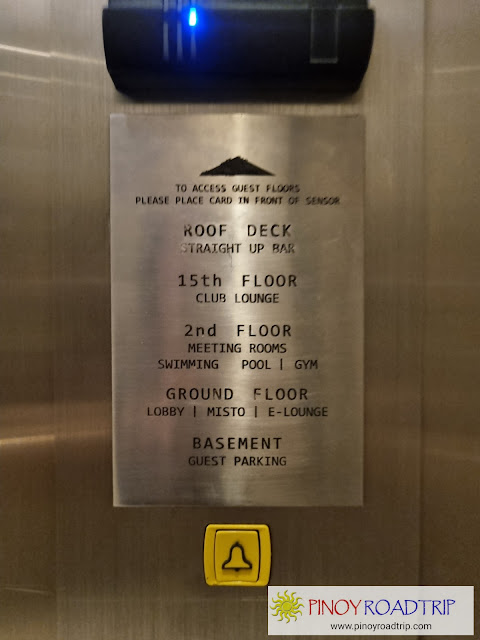 TO ACCESS GUEST FLOORS
PLEASE PLACE CARD IN FRONT OF SENSOR
ROOF DECK
STRAIGHT UP BAR
15th FLOOR
CLUB LOUNGE
2nd FLOOR
MEETING ROOMS
SWIMMING POOL | GYM
GROUND FLOOR
LOBBY | MISTO | E-LOUNGE
BASEMENT
GUEST PARKING
PINOYROADTRIP
www.pinoyroadtrip.com